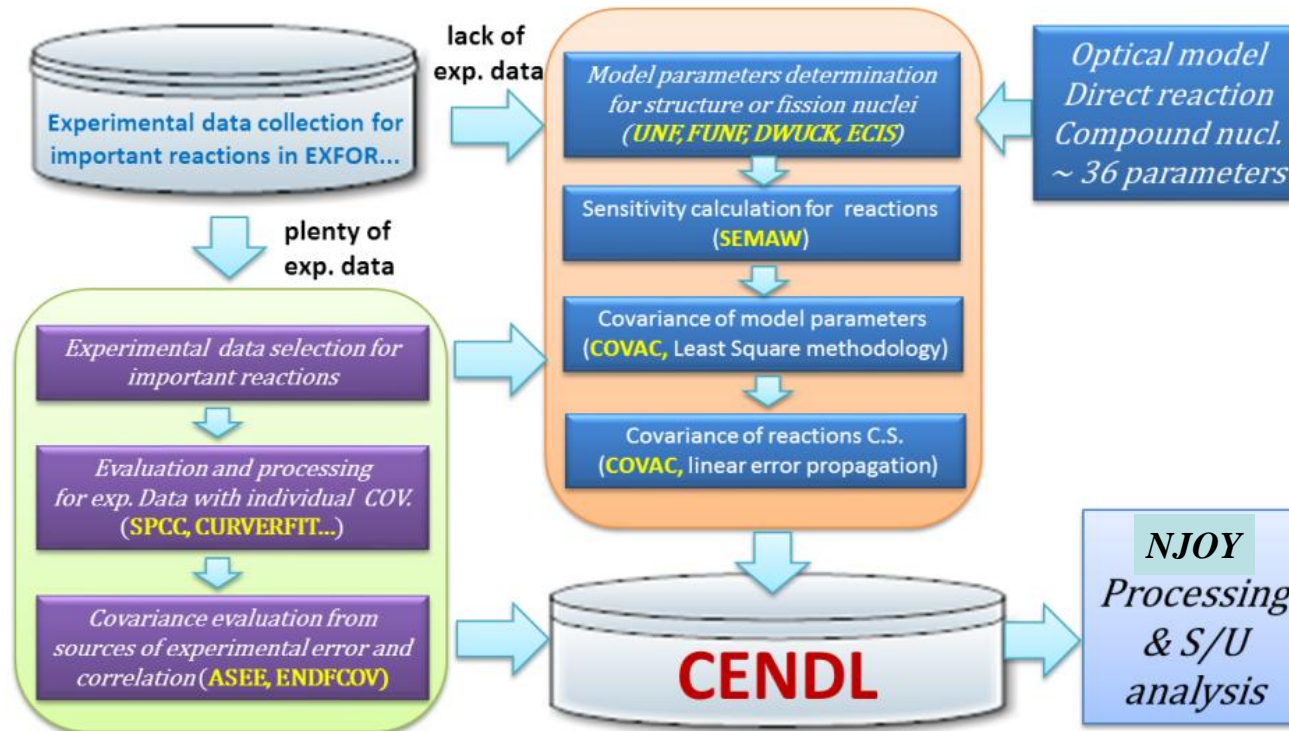 Experimental data collection for
important reactions in EXFOR...
lack of
exp. data
plenty of
exp. data
Model parameters determination
for structure or fission nuclei
(UNF, FUNF, DWUCK, ECIS)
Optical model
Direct reaction
Compound nucl.
~ 36 parameters
Sensitivity calculation for reactions
(SEMAW)
Covariance of model parameters
(COVAC, Least Square methodology)
Covariance of reactions C.S.
(COVAC, linear error propagation)
Experimental data selection for
important reactions
Evaluation and processing
for exp. Data with individual COV.
(SPCC, CURVERFIT...)
Covariance evaluation from
sources of experimental error and
correlation (ASEE, ENDFCOV)
CENDL
NJOY
Processing
& S/U
analysis